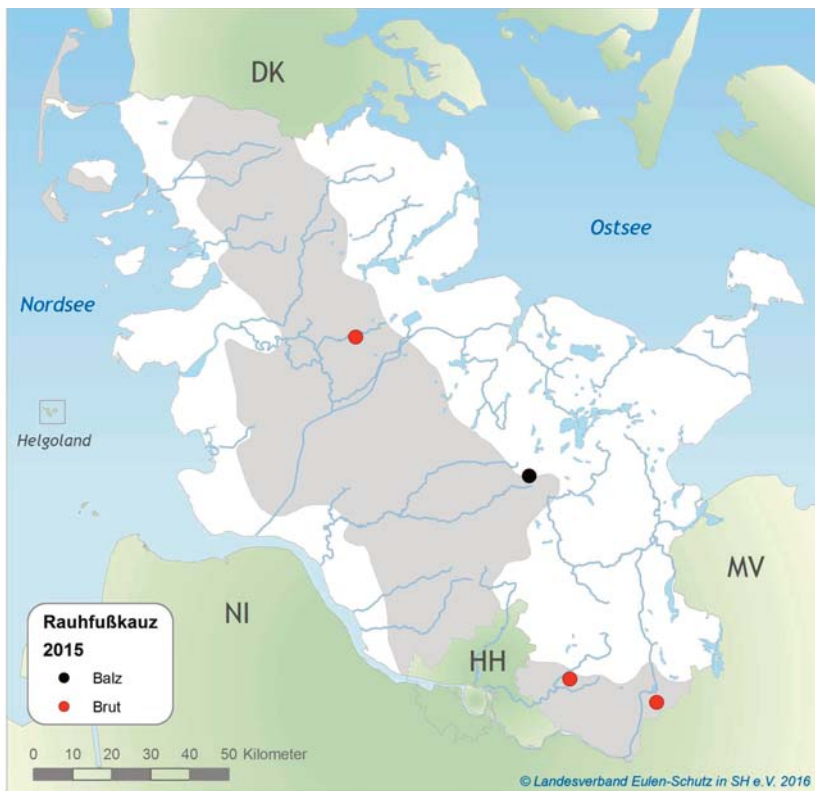 DK
Ostsee
Nordsee
Helgoland
MV
NI
HH
Rauhfußkauz
2015
Balz
Brut
0 10 20 30 40 50 Kilometer
© Landesverband Eulen-Schutz in SH e.V. 2016